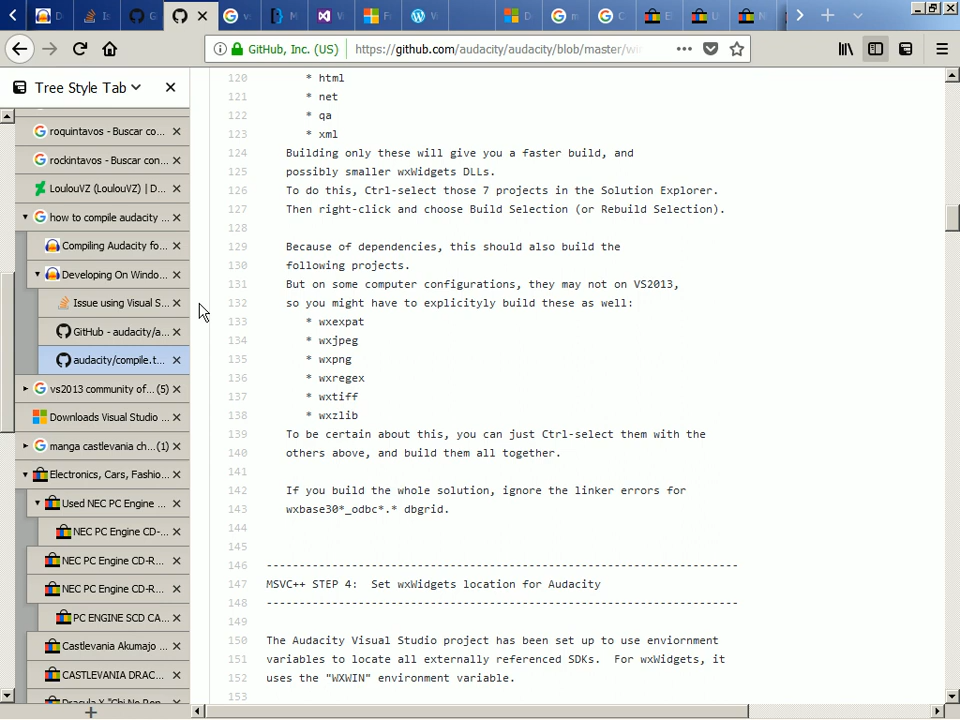 D
Is
G
v
M
V
F
W
D
m
C
E
U
N
GitHub, Inc. (US)
https://github.com/audacity/audacity/blob/master/wi
Tree Style Tab
roquintavos - Buscar co...
rockintavos - Buscar con...
LoulouVZ (LoulouVZ) | D...
how to compile audacity ...
Compiling Audacity fo...
Developing On Windo...
Issue using Visual S...
GitHub - audacity/a...
audacity/compile.t...
vs2013 community of... (5)
Downloads Visual Studio ...
manga castlevania ch... (1)
Electronics, Cars, Fashio...
Used NEC PC Engine ...
NEC PC Engine CD-...
NEC PC Engine CD-R...
NEC PC Engine CD-R...
PC ENGINE SCD CA...
Castlevania Akumajo ...
CASTLEVANIA DRAC...
Dracula X "Chi No Ron...
120 * html
121 * net
122 * qa
123 * xml
124 Building only these will give you a faster build, and
125 possibly smaller wxWidgets DLLs.
126 To do this, Ctrl-select those 7 projects in the Solution Explorer.
127 Then right-click and choose Build Selection (or Rebuild Selection).
128
129 Because of dependencies, this should also build the
130 following projects.
131 But on some computer configurations, they may not on VS2013,
132 so you might have to explicityly build these as well:
133 * wxexpat
134 * wxjpeg
135 * wxpng
136 * wxregex
137 * wxtiff
138 * wxzlib
139 To be certain about this, you can just Ctrl-select them with the
140 others above, and build them all together.
141
142 If you build the whole solution, ignore the linker errors for
143 wxbase30*_odbc*.* dbgrid.
144
145
146 ------------------------------------------------------------------------
147 MSVC++ STEP 4:  Set wxWidgets location for Audacity
148 ------------------------------------------------------------------------
149
150 The Audacity Visual Studio project has been set up to use enviornment
151 variables to locate all externally referenced SDKs.  For wxWidgets, it
152 uses the "WXWIN" environment variable.
153